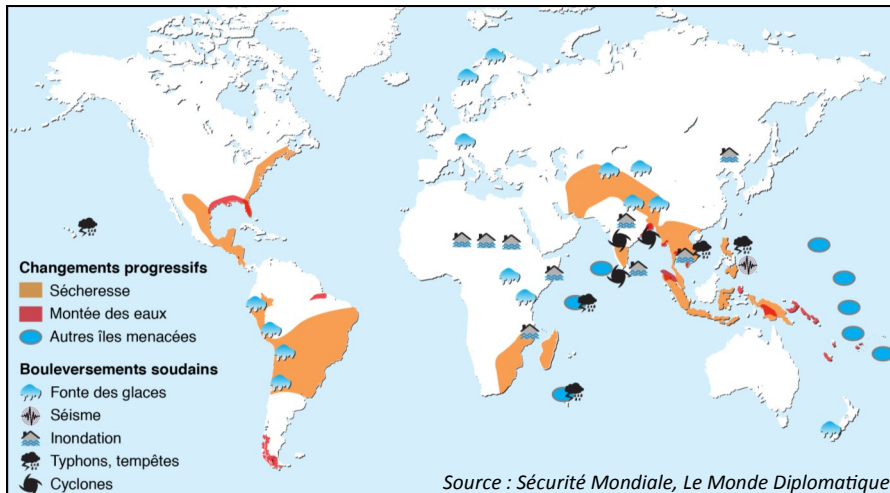 Changements progressifs
Sécheresse
Montée des eaux
Autres îles menacées
Bouleversements soudains
Fonte des glaces
Séisme
Inondation
Typhons, tempêtes
Cyclones
Source : Sécurité Mondiale, Le Monde Diplomatique